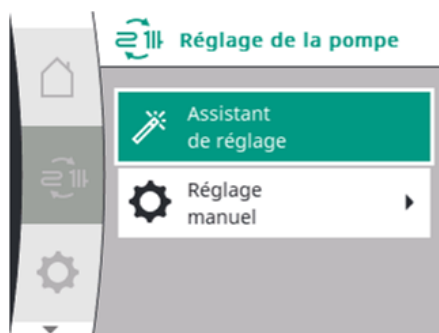 Réglage de la pompe
Assistant
de réglage
Réglage
manuel